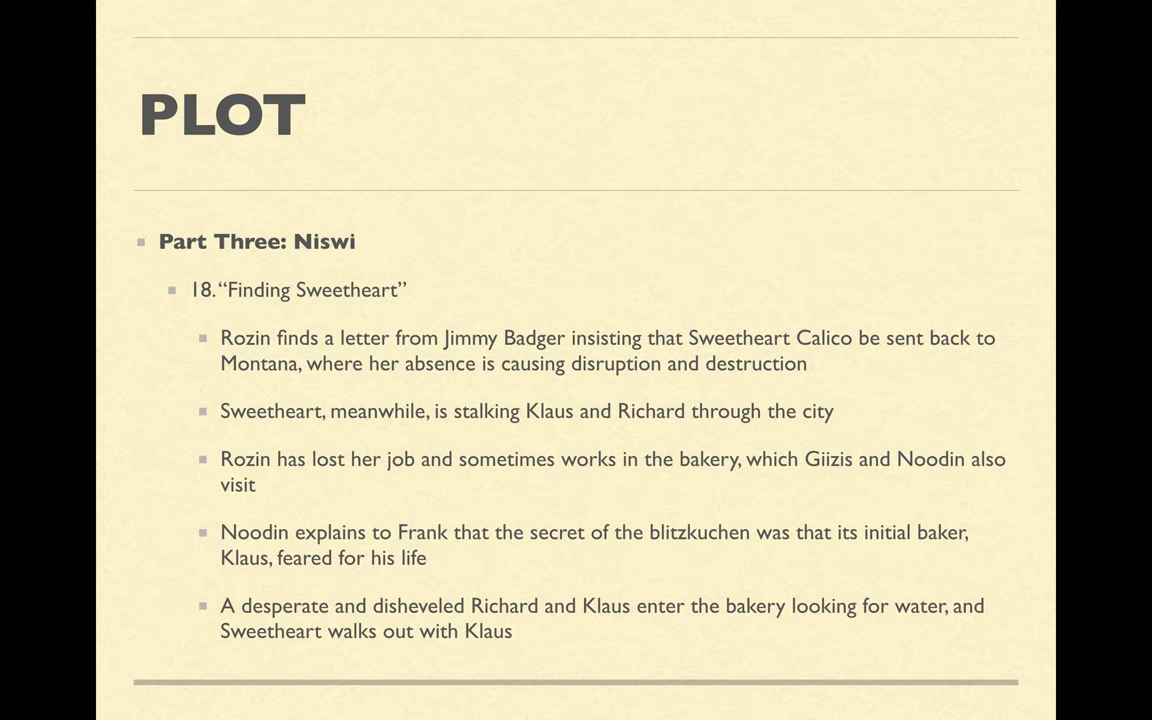 PLOT
Part Three: Niswi
18. “Finding Sweetheart”
Rozin finds a letter from Jimmy Badger insisting that Sweetheart Calico be sent back to
Montana, where her absence is causing disruption and destruction
Sweetheart, meanwhile, is stalking Klaus and Richard through the city
Rozin has lost her job and sometimes works in the bakery, which Giizis and Noodin also
visit
Noodin explains to Frank that the secret of the blitzkuchen was that its initial baker,
Klaus, feared for his life
A desperate and disheveled Richard and Klaus enter the bakery looking for water, and
Sweetheart walks out with Klaus